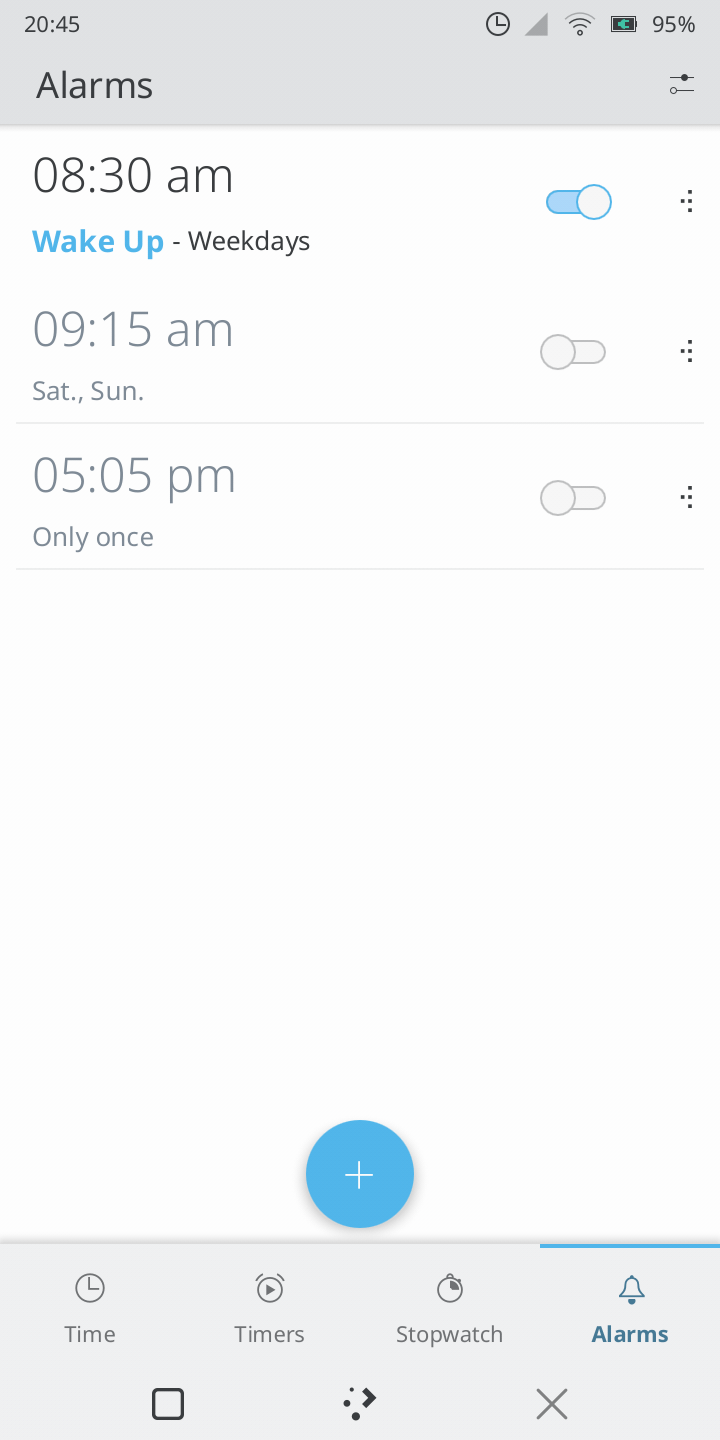 20:45 95%
Alarms
08:30 am
Wake Up - Weekdays
09:15 am
Sat., Sun.
05:05 pm
Only once
Time Timers Stopwatch Alarms